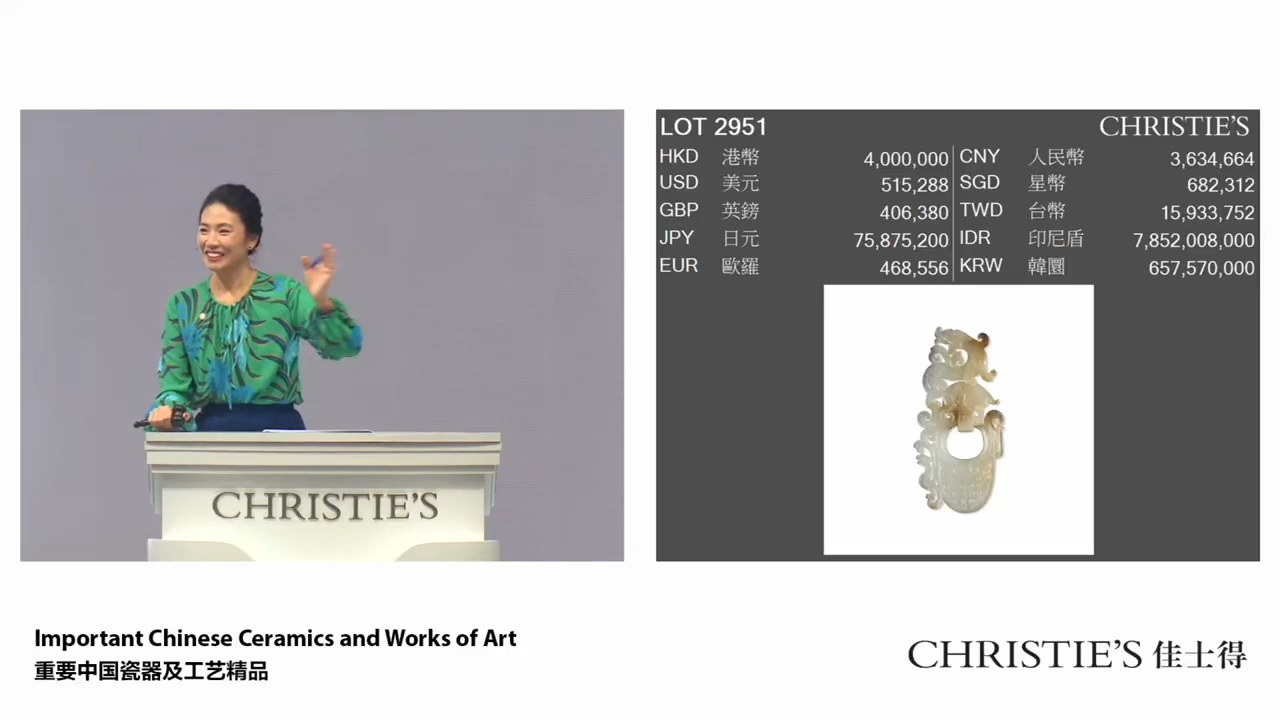 LOT 2951
CHRISTIE'S
HKD 港幣 4,000,000 CNY 人民幣 3,634,664
USD 美元 515,288 SGD 星幣 682,312
GBP 英鎊 406,380 TWD 台幣 15,933,752
JPY 日元 75,875,200 IDR 印尼盾 7,852,008,000
EUR 歐羅 468,556 KRW 韓圜 657,570,000
CHRISTIE'S
Important Chinese Ceramics and Works of Art
重要中国瓷器及工艺精品
CHRISTIE'S 佳士得